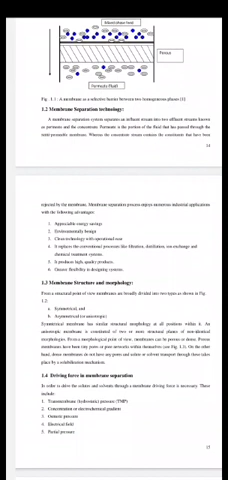 Mixed (Feed fluid)
Porous
Permeate Fluid
Fig. 1.1: A membrane as a selective barrier between two homogeneous phases [1]
1.2 Membrane Separation technology:
A membrane separation system separates an influent stream into two effluent streams known
as permeate and the concentrate. Permeate is the portion of the fluid that has passed through the
semi-permeable membrane. Whereas the concentrate stream contains the constituents that have been
14
rejected by the membrane. Membrane separation process enjoys numerous industrial applications
with the following advantages:
1. Appreciable energy savings
2. Environmentally benign
3. Clean technology with operational ease
4. It replaces the conventional processes like filtration, distillation, ion-exchange and
chemical treatment systems.
5. It produces high, quality products.
6. Greater flexibility in designing systems.
1.3 Membrane Structure and morphology:
From a structural point of view membranes are broadly divided into two types as shown in Fig.
1.2:
a. Symmetrical, and
b. Asymmetrical (or anisotropic)
Symmetrical membrane has similar structural morphology at all positions within it. An
anisotropic membrane is constituted of two or more structural planes of non-identical
morphologies. From a morphological point of view, membranes can be porous or dense. Porous
membranes have been tiny pores or pore networks within themselves (see Fig. 1.3). On the other
hand, dense membranes do not have any pores and solute or solvent transport through these takes
place by a solubilization mechanism.
1.4 Driving force in membrane separation
In order to drive the solutes and solvents through a membrane driving force is necessary. These
include:
1. Transmembrane (hydrostatic) pressure (TMP)
2. Concentration or electrochemical gradient
3. Osmotic pressure
4. Electrical field
5. Partial pressure
15